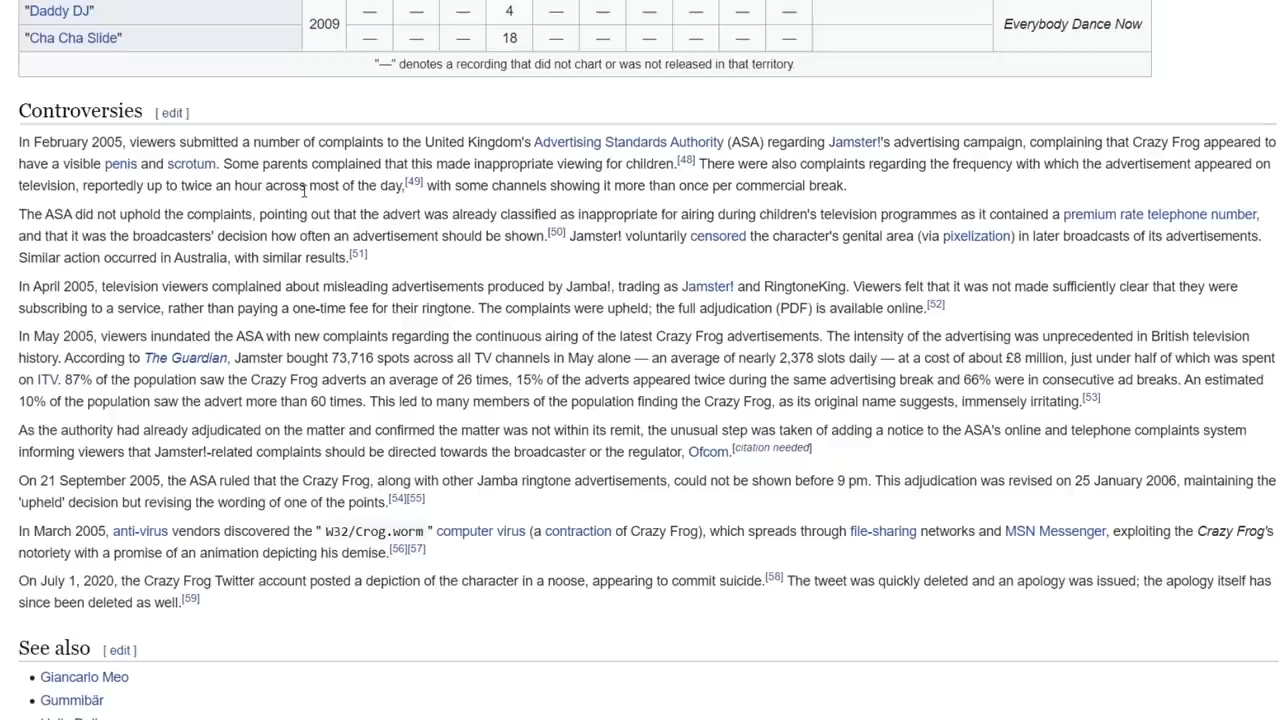 "Daddy DJ" 2009 — — — 4 — — — — — — Everybody Dance Now
"Cha Cha Slide" — — — 18 — — — — — —
"—" denotes a recording that did not chart or was not released in that territory.
Controversies [ edit ]
In February 2005, viewers submitted a number of complaints to the United Kingdom's Advertising Standards Authority (ASA) regarding Jamster!'s advertising campaign, complaining that Crazy Frog appeared to
have a visible penis and scrotum. Some parents complained that this made inappropriate viewing for children.[48] There were also complaints regarding the frequency with which the advertisement appeared on
television, reportedly up to twice an hour across most of the day,[49] with some channels showing it more than once per commercial break.
The ASA did not uphold the complaints, pointing out that the advert was already classified as inappropriate for airing during children's television programmes as it contained a premium rate telephone number,
and that it was the broadcasters' decision how often an advertisement should be shown.[50] Jamster! voluntarily censored the character's genital area (via pixelization) in later broadcasts of its advertisements.
Similar action occurred in Australia, with similar results.[51]
In April 2005, television viewers complained about misleading advertisements produced by Jamba!, trading as Jamster! and RingtoneKing. Viewers felt that it was not made sufficiently clear that they were
subscribing to a service, rather than paying a one-time fee for their ringtone. The complaints were upheld; the full adjudication (PDF) is available online.[52]
In May 2005, viewers inundated the ASA with new complaints regarding the continuous airing of the latest Crazy Frog advertisements. The intensity of the advertising was unprecedented in British television
history. According to The Guardian, Jamster bought 73,716 spots across all TV channels in May alone — an average of nearly 2,378 slots daily — at a cost of about £8 million, just under half of which was spent
on ITV. 87% of the population saw the Crazy Frog adverts an average of 26 times, 15% of the adverts appeared twice during the same advertising break and 66% were in consecutive ad breaks. An estimated
10% of the population saw the advert more than 60 times. This led to many members of the population finding the Crazy Frog, as its original name suggests, immensely irritating.[53]
As the authority had already adjudicated on the matter and confirmed the matter was not within its remit, the unusual step was taken of adding a notice to the ASA's online and telephone complaints system
informing viewers that Jamster!-related complaints should be directed towards the broadcaster or the regulator, Ofcom.[citation needed]
On 21 September 2005, the ASA ruled that the Crazy Frog, along with other Jamba ringtone advertisements, could not be shown before 9 pm. This adjudication was revised on 25 January 2006, maintaining the
'upheld' decision but revising the wording of one of the points.[54][55]
In March 2005, anti-virus vendors discovered the " W32/Crog.worm " computer virus (a contraction of Crazy Frog), which spreads through file-sharing networks and MSN Messenger, exploiting the Crazy Frog's
notoriety with a promise of an animation depicting his demise.[56][57]
On July 1, 2020, the Crazy Frog Twitter account posted a depiction of the character in a noose, appearing to commit suicide.[58] The tweet was quickly deleted and an apology was issued; the apology itself has
since been deleted as well.[59]
See also [ edit ]
• Giancarlo Meo
• Gummibär